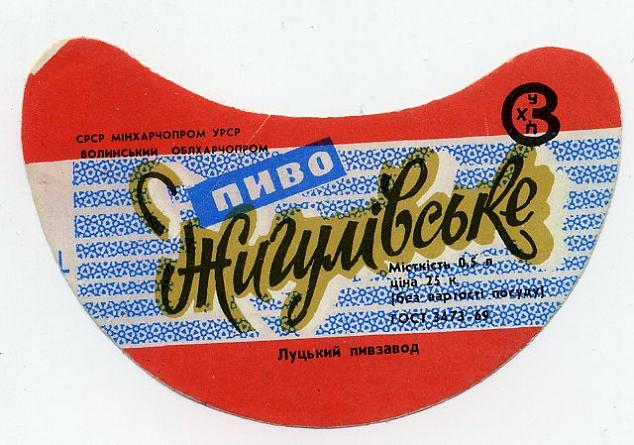 СРСР МІНХАРЧОПРОМ УРСР
ВОЛИНСЬКИЙ ОБЛХАРЧОПРОМ
УХП
ПИВО
Жигулівське
Місткість 0,5 л.
ціна 25 к.
(без вартості посуду)
ГОСТ 3473-69
Луцький пивзавод